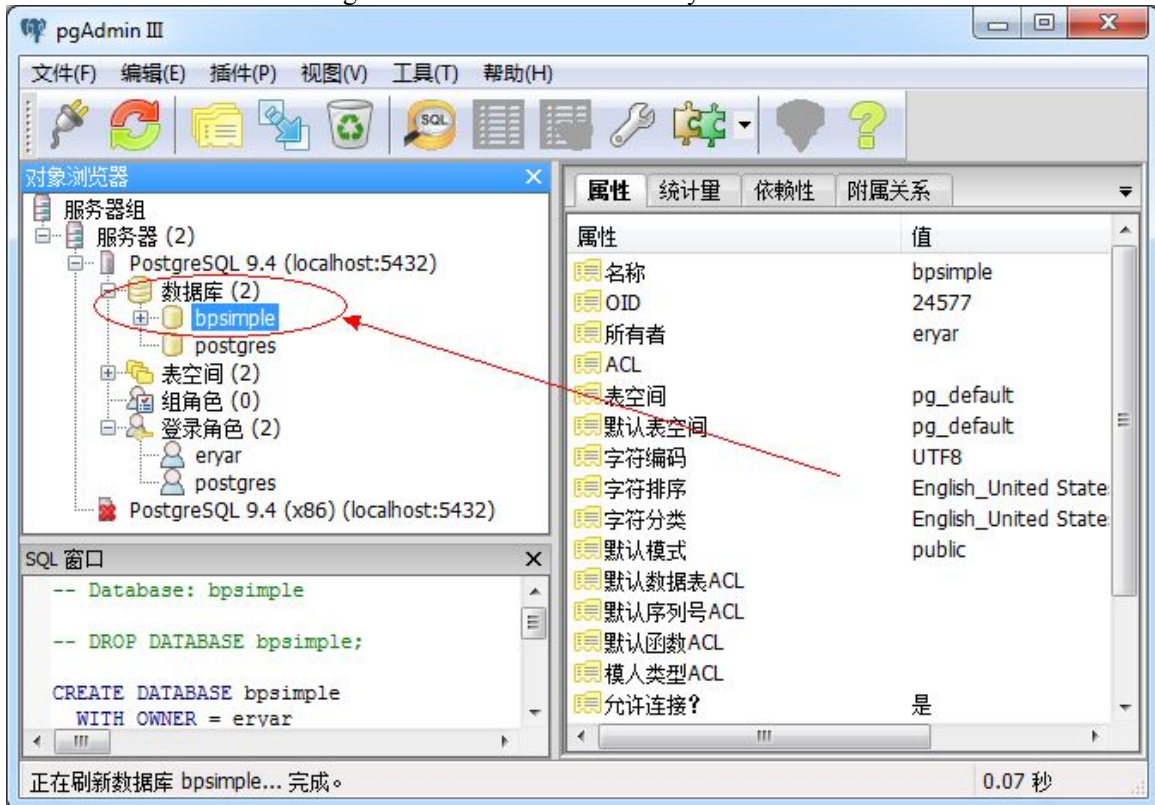 pgAdmin III
文件(F) 编辑(E) 插件(P) 视图(V) 工具(T) 帮助(H)
SQL
对象浏览器
服务器组
服务器 (2)
PostgreSQL 9.4 (localhost:5432)
数据库 (2)
bpsimple
postgres
表空间 (2)
组角色 (0)
登录角色 (2)
eryar
postgres
PostgreSQL 9.4 (x86) (localhost:5432)
SQL 窗口
-- Database: bpsimple
-- DROP DATABASE bpsimple;
CREATE DATABASE bpsimple
WITH OWNER = eryar
属性 统计量 依赖性 附属关系
属性 值
名称 bpsimple
OID 24577
所有者 eryar
ACL
表空间 pg_default
默认表空间 pg_default
字符编码 UTF8
字符排序 English_United State
字符分类 English_United State
默认模式 public
默认数据表ACL
默认序列号ACL
默认函数ACL
模人类型ACL
允许连接? 是
正在刷新数据库 bpsimple... 完成。 0.07 秒